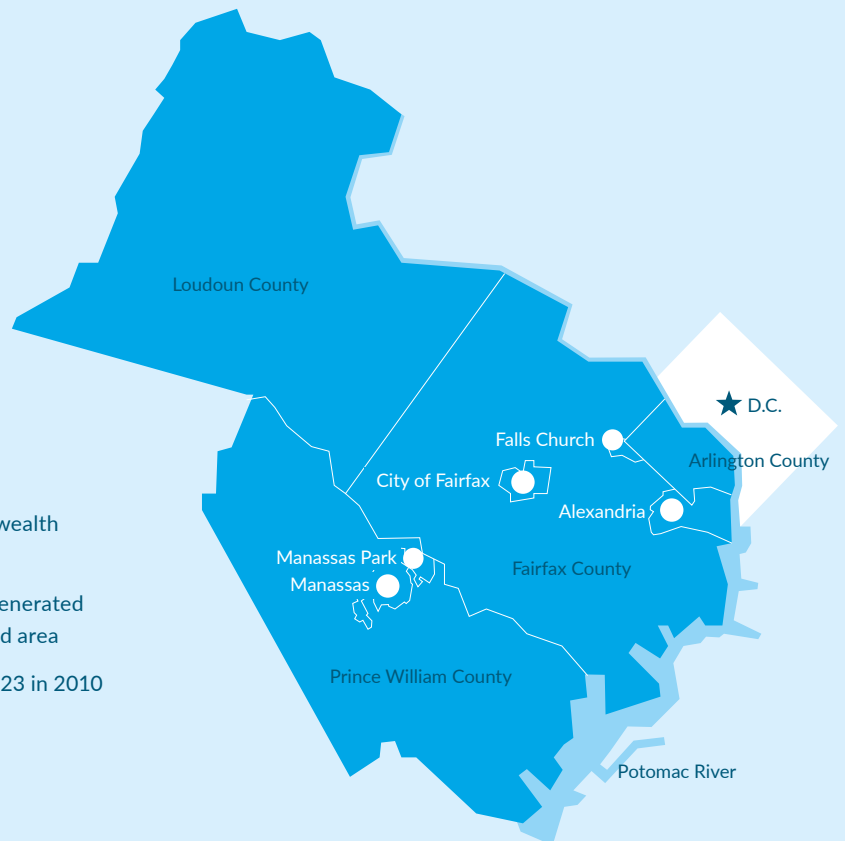 Loudoun County
D.C.
Falls Church
Arlington County
City of Fairfax
Alexandria
wealth
Manassas Park
Fairfax County
Manassas
enerated
d area
Prince William County
23 in 2010
Potomac River